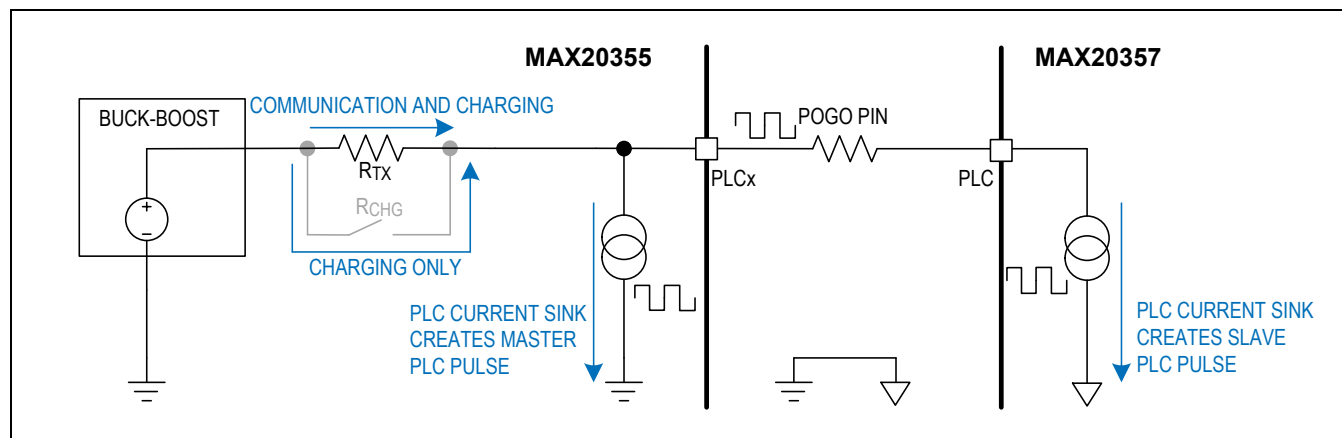 MAX20355
MAX20357
BUCK-BOOST
COMMUNICATION AND CHARGING
POGO PIN
+
-
RTX
PLCx
PLC
RCHG
CHARGING ONLY
PLC CURRENT SINK
CREATES MASTER
PLC PULSE
PLC CURRENT SINK
CREATES SLAVE
PLC PULSE